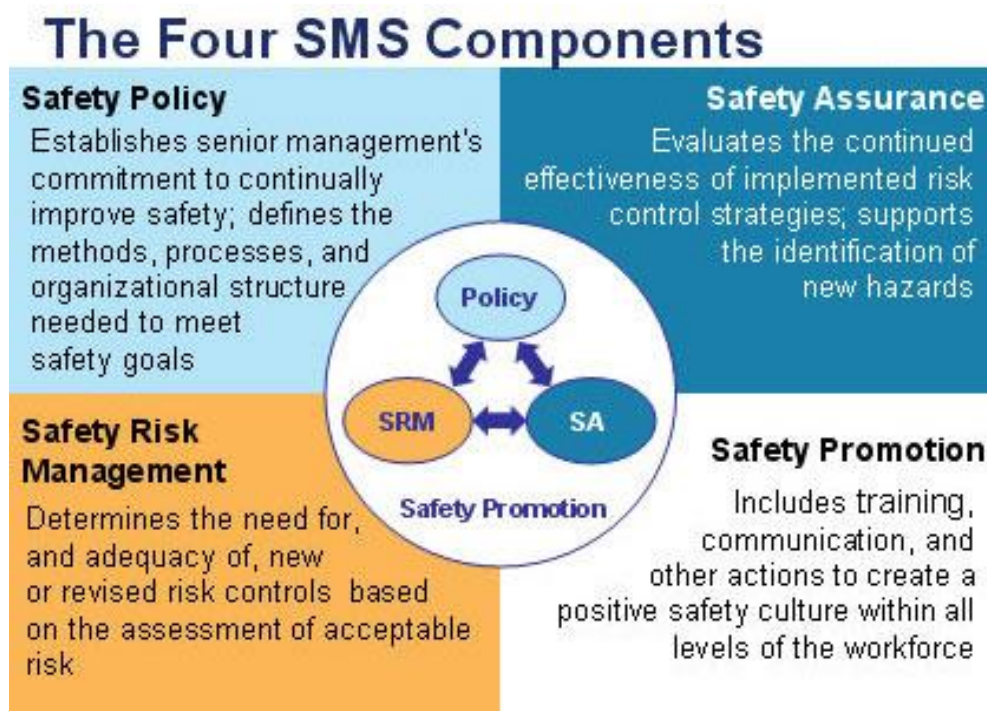 The Four SMS Components
Safety Policy
Establishes senior management's
commitment to continually
improve safety; defines the
methods, processes, and
organizational structure
needed to meet
safety goals
Safety Assurance
Evaluates the continued
effectiveness of implemented risk
control strategies; supports
the identification of
new hazards
Policy
SRM
SA
Safety Promotion
Safety Risk
Management
Determines the need for,
and adequacy of, new
or revised risk controls based
on the assessment of acceptable
risk
Safety Promotion
Includes training,
communication, and
other actions to create a
positive safety culture within all
levels of the workforce